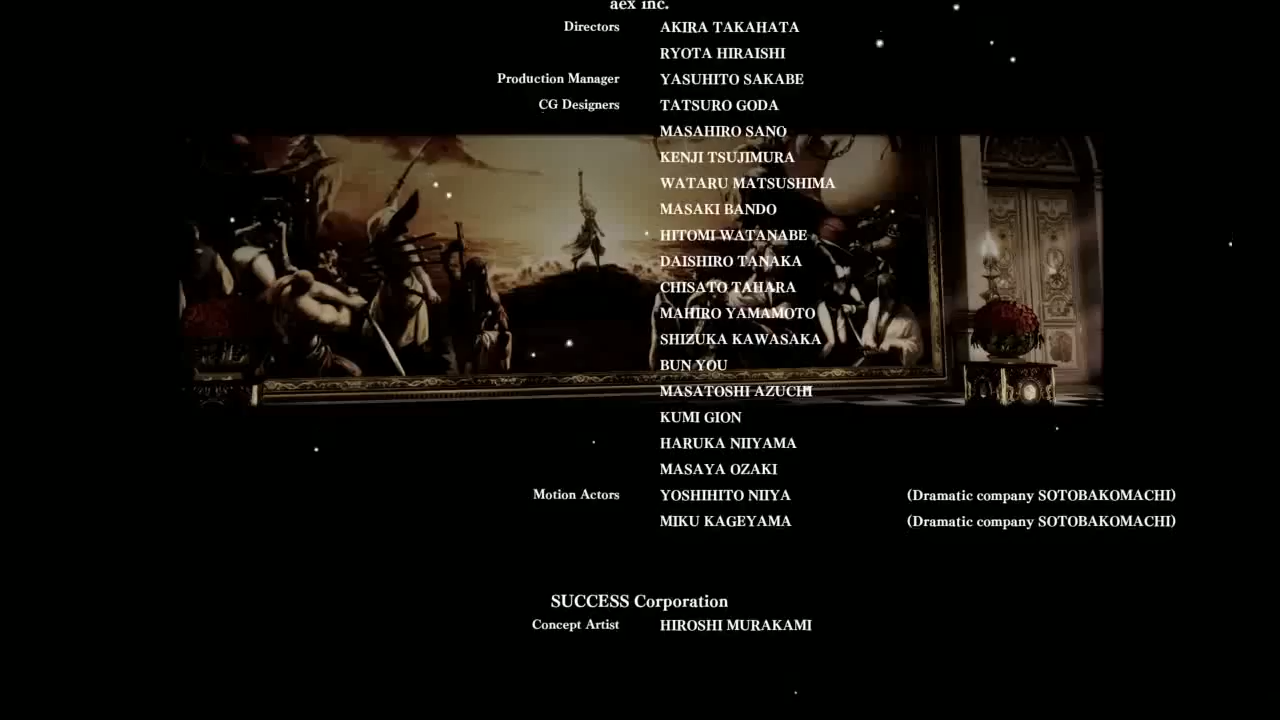 aex inc.
Directors AKIRA TAKAHATA
RYOTA HIRAISHI
Production Manager YASUHITO SAKABE
CG Designers TATSURO GODA
MASAHIRO SANO
KENJI TSUJIMURA
WATARU MATSUSHIMA
MASAKI BANDO
HITOMI WATANABE
DAISHIRO TANAKA
CHISATO TAHARA
MAHIRO YAMAMOTO
SHIZUKA KAWASAKA
BUN YOU
MASATOSHI AZUCHI
KUMI GION
HARUKA NIIYAMA
MASAYA OZAKI
Motion Actors YOSHIHITO NIIYA (Dramatic company SOTOBAKOMACHI)
MIKU KAGEYAMA (Dramatic company SOTOBAKOMACHI)
SUCCESS Corporation
Concept Artist HIROSHI MURAKAMI